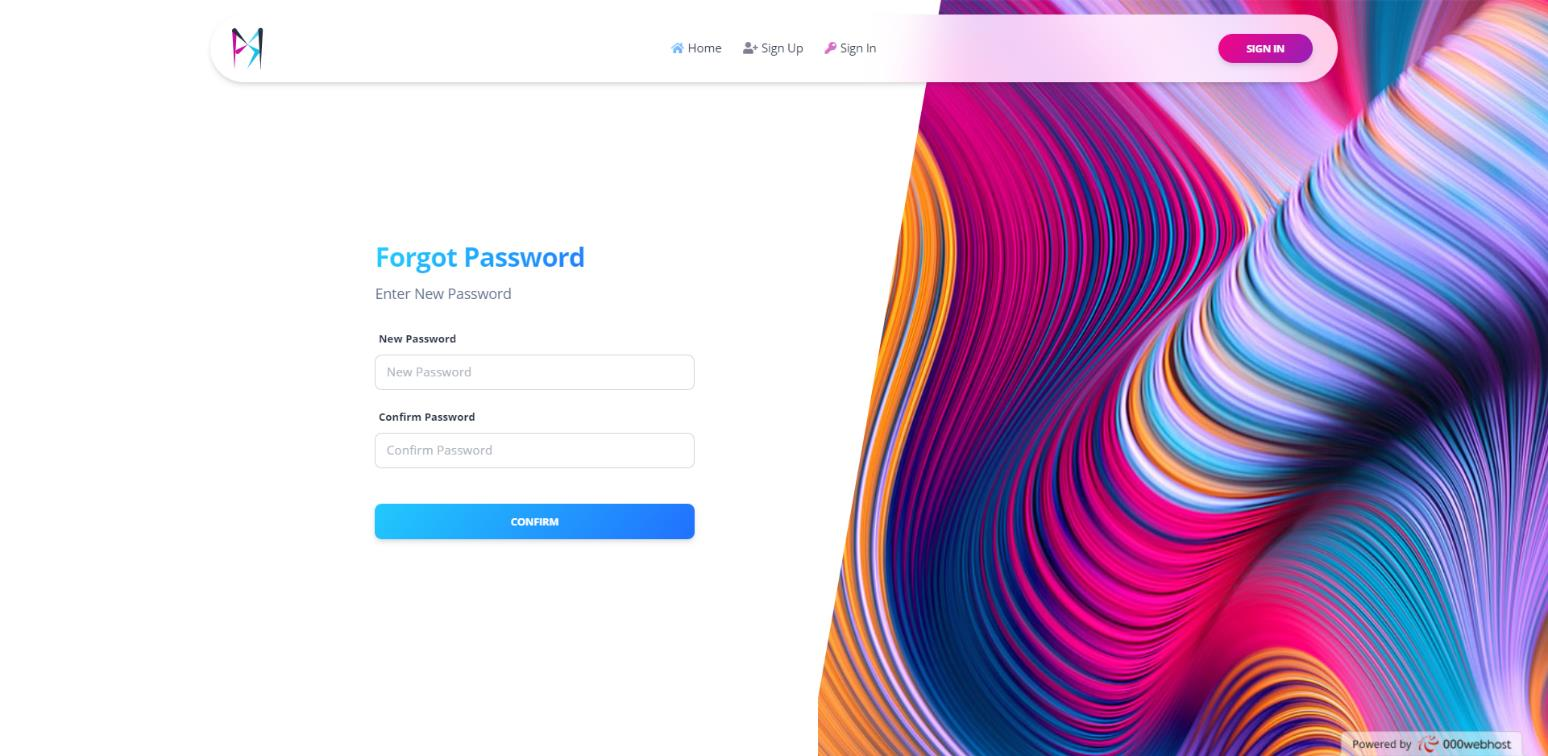 Home
Sign Up
Sign In
SIGN IN
Forgot Password
Enter New Password
New Password
New Password
Confirm Password
Confirm Password
CONFIRM
Powered by 000webhost